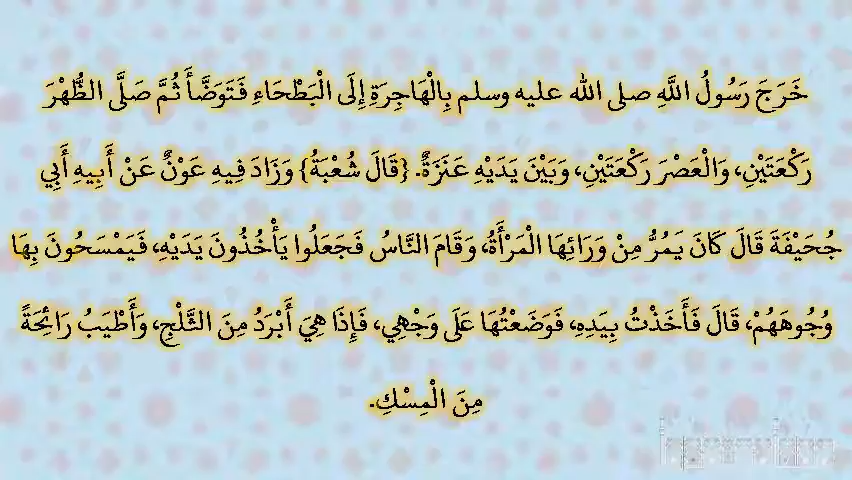 خَرَجَ رَسُولُ اللَّهِ صلى الله عليه وسلم بِالْهَاجِرَةِ إِلَى الْبَطْحَاءِ فَتَوَضَّأَ ثُمَّ صَلَّى الظُّهْرَ
رَكْعَتَيْنِ، وَالْعَصْرَ رَكْعَتَيْنِ، وَبَيْنَ يَدَيْهِ عَنَزَةٌ. {قَالَ شُعْبَةُ} وَزَادَ فِيهِ عَوْنٌ عَنْ أَبِيهِ أَبِي
جُحَيْفَةَ قَالَ كَانَ يَمُرُّ مِنْ وَرَائِهَا الْمَرْأَةُ، وَقَامَ النَّاسُ فَجَعَلُوا يَأْخُذُونَ يَدَيْهِ، فَيَمْسَحُونَ بِهَا
وُجُوهَهُمْ، قَالَ فَأَخَذْتُ بِيَدِهِ، فَوَضَعْتُهَا عَلَى وَجْهِي، فَإِذَا هِيَ أَبْرَدُ مِنَ الثَّلْجِ، وَأَطْيَبُ رَائِحَةً
مِنَ الْمِسْكِ.